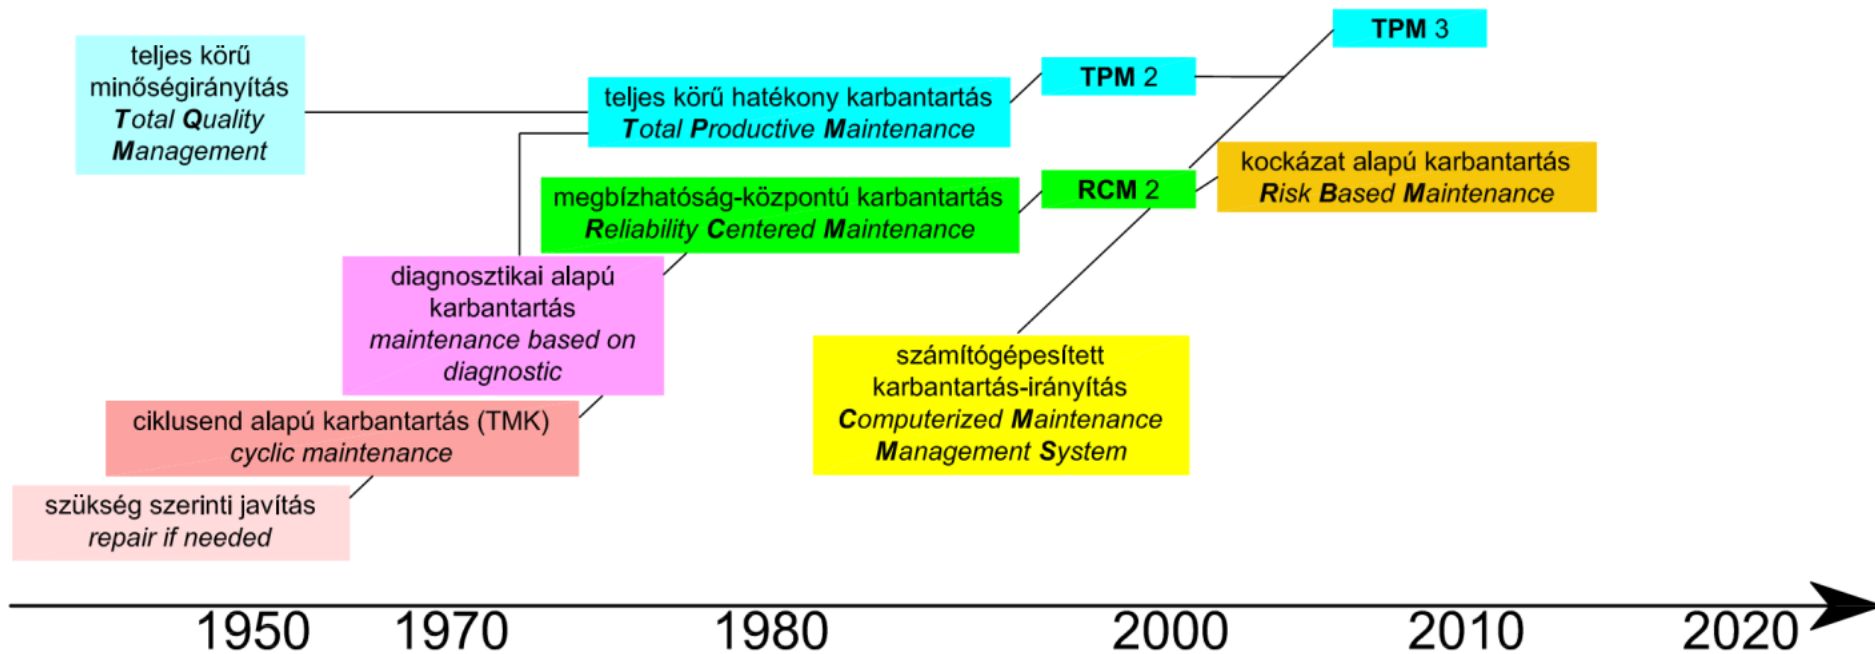 teljes körű
minőségirányítás
Total Quality
Management
teljes körű hatékony karbantartás
Total Productive Maintenance
TPM 2
TPM 3
megbízhatóság-központú karbantartás
Reliability Centered Maintenance
RCM 2
kockázat alapú karbantartás
Risk Based Maintenance
diagnosztikai alapú
karbantartás
maintenance based on
diagnostic
számítógépesített
karbantartás-irányítás
Computerized Maintenance
Management System
ciklusend alapú karbantartás (TMK)
cyclic maintenance
szükség szerinti javítás
repair if needed
1950 1970 1980 2000 2010 2020